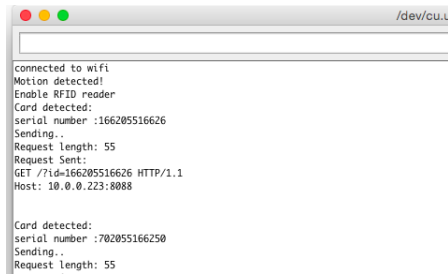 /dev/cu.u
connected to wifi
Motion detected!
Enable RFID reader
Card detected:
serial number :166205516626
Sending..
Request length: 55
Request Sent:
GET /?id=166205516626 HTTP/1.1
Host: 10.0.0.223:8088
Card detected:
serial number :702055166250
Sending..
Request length: 55